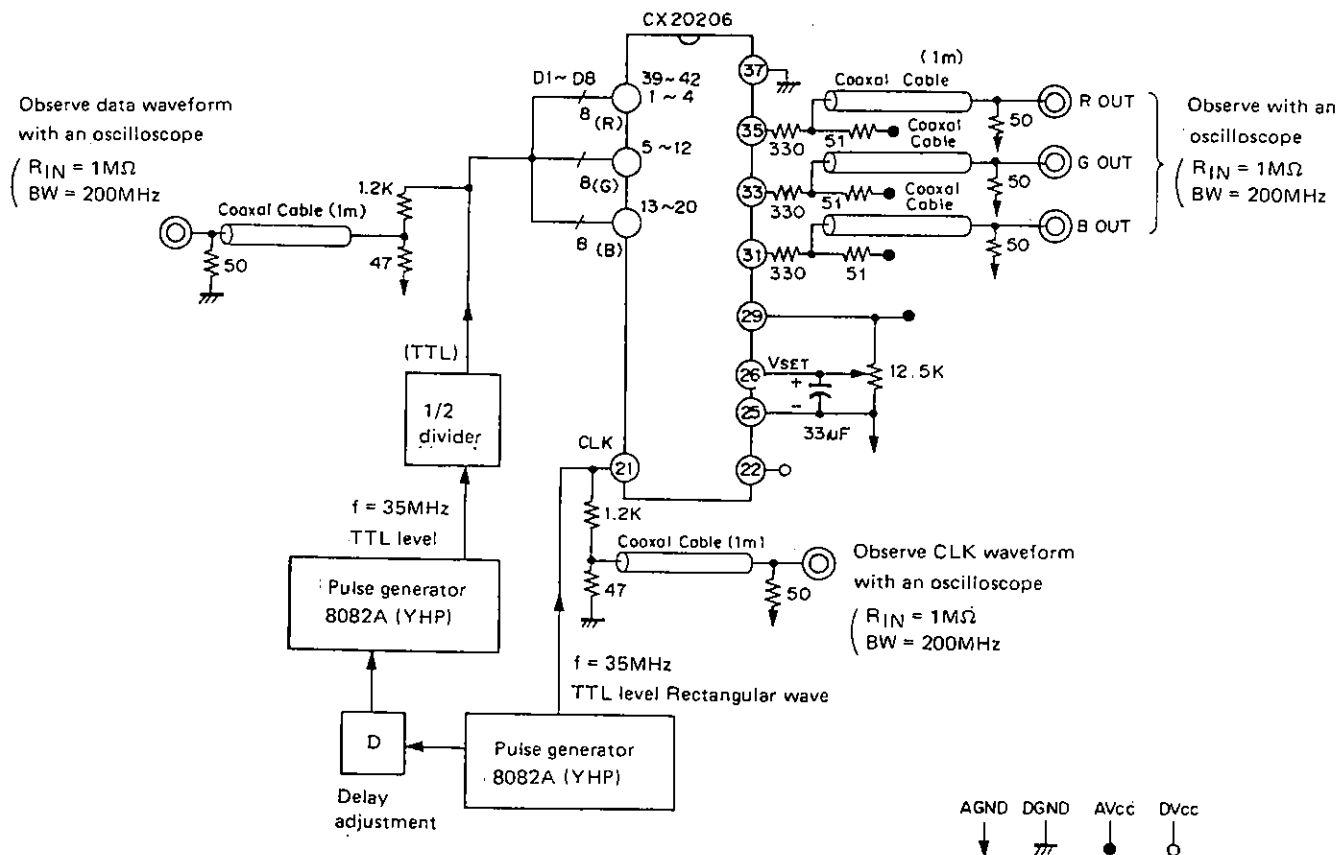 CX20206
D1~ D8
39~42
1 ~ 4
8 (R)
5 ~12
8(G)
13~20
8 (B)
37
35
33
31
29
26
25
22
21
CLK
VSET
(1m)
Coaxal Cable
50
R OUT
330
51
Coaxal Cable
50
G OUT
330
51
Coaxal Cable
50
B OUT
330
51
Observe with an
oscilloscope
( RIN = 1MΩ
BW = 200MHz
12.5K
+
-
33µF
Observe data waveform
with an oscilloscope
( RIN = 1MΩ
BW = 200MHz
1.2K
Coaxal Cable (1m)
50
47
(TTL)
1/2
divider
f = 35MHz
TTL level
Pulse generator
8082A (YHP)
D
Delay
adjustment
1.2K
Coaxal Cable (1m)
47
50
Observe CLK waveform
with an oscilloscope
( RIN = 1MΩ
BW = 200MHz
f = 35MHz
TTL level Rectangular wave
Pulse generator
8082A (YHP)
AGND DGND AVcc DVcc